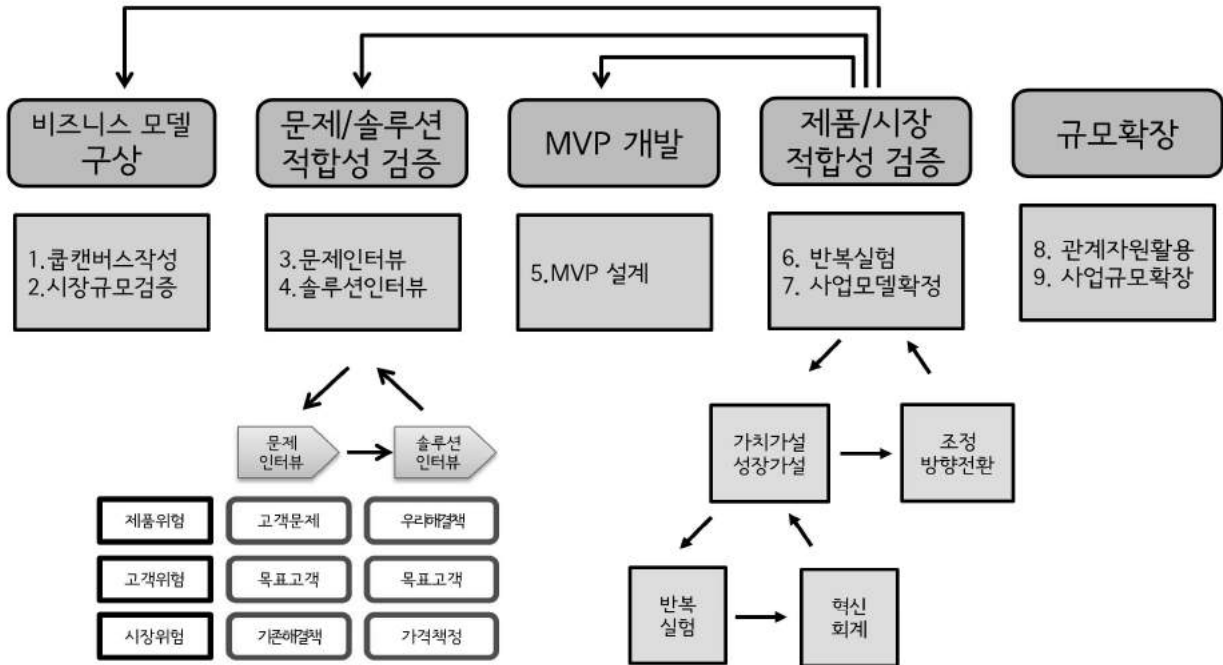 비즈니스 모델
구상
문제/솔루션
적합성 검증
MVP 개발
제품/시장
적합성 검증
규모확장
1.쿱캔버스작성
2.시장규모검증
3.문제인터뷰
4.솔루션인터뷰
5.MVP 설계
6. 반복실험
7. 사업모델확정
8. 관계자원활용
9. 사업규모확장
문제
인터뷰
솔루션
인터뷰
가치가설
성장가설
조정
방향전환
제품위험
고객문제
우리해결책
고객위험
목표고객
목표고객
시장위험
기존해결책
가격책정
반복
실험
혁신
회계